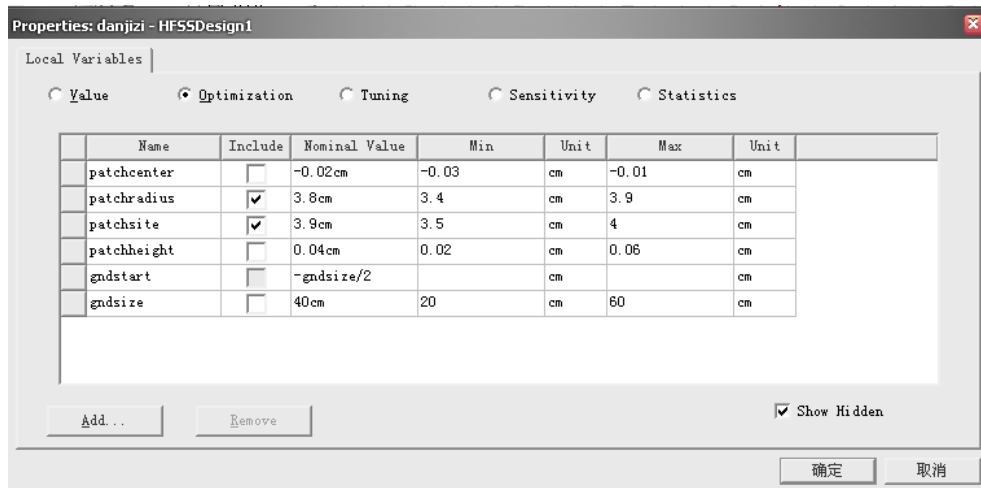 Properties: danjizi - HFSSDesign1
Local Variables
Value Optimization Tuning Sensitivity Statistics
Name Include Nominal Value Min Unit Max Unit
patchcenter -0.02cm -0.03 cm -0.01 cm
patchradius 3.8cm 3.4 cm 3.9 cm
patchsite 3.9cm 3.5 cm 4 cm
patchheight 0.04cm 0.02 cm 0.06 cm
gndstart -gndsize/2 cm cm
gndsize 40cm 20 cm 60 cm
Add... Remove Show Hidden
确定 取消